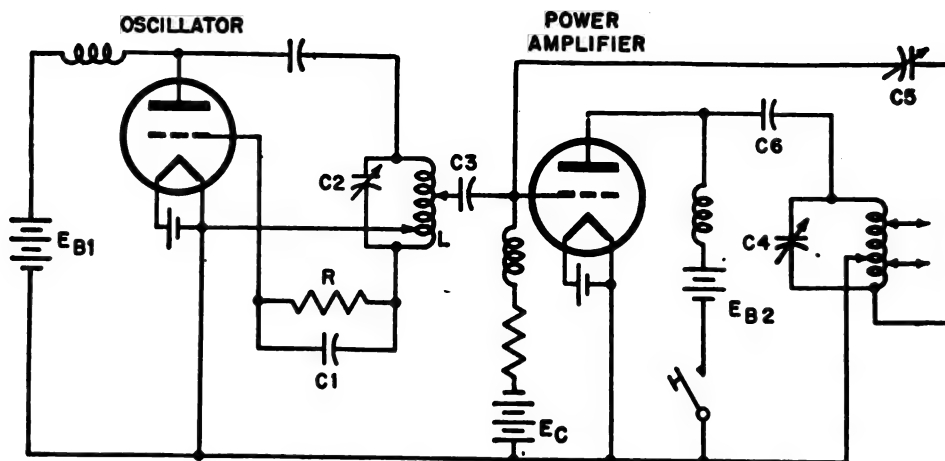 OSCILLATOR
POWER
AMPLIFIER
C5
C6
C2
C3
L
C4
EB1
R
EB2
C1
EC